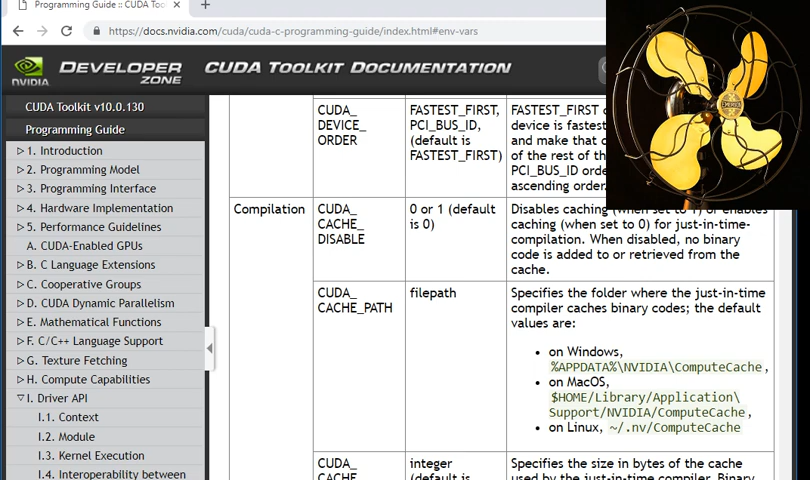 Programming Guide :: CUDA Tool
https://docs.nvidia.com/cuda/cuda-c-programming-guide/index.html#env-vars
NVIDIA
DEVELOPER
ZONE
CUDA TOOLKIT DOCUMENTATION
CUDA Toolkit v10.0.130
Programming Guide
1. Introduction
2. Programming Model
3. Programming Interface
4. Hardware Implementation
5. Performance Guidelines
A. CUDA-Enabled GPUs
B. C Language Extensions
C. Cooperative Groups
D. CUDA Dynamic Parallelism
E. Mathematical Functions
F. C/C++ Language Support
G. Texture Fetching
H. Compute Capabilities
I. Driver API
I.1. Context
I.2. Module
I.3. Kernel Execution
I.4. Interoperability between
CUDA_
DEVICE_
ORDER
FASTEST_FIRST,
PCI_BUS_ID,
(default is
FASTEST_FIRST)
FASTEST_FIRST
device is fastest
and make that
of the rest of th
PCI_BUS_ID orde
ascending order.
Compilation
CUDA_
CACHE_
DISABLE
0 or 1 (default
is 0)
Disables caching (when set to 1) or enables
caching (when set to 0) for just-in-time-
compilation. When disabled, no binary
code is added to or retrieved from the
cache.
CUDA_
CACHE_PATH
filepath
Specifies the folder where the just-in-time
compiler caches binary codes; the default
values are:
• on Windows,
%APPDATA%\NVIDIA\ComputeCache,
• on MacOS,
$HOME/Library/Application\
Support/NVIDIA/ComputeCache,
• on Linux, ~/.nv/ComputeCache
CUDA_
CACHE_
integer
(default is
Specifies the size in bytes of the cache
used by the just-in-time compiler. Binary